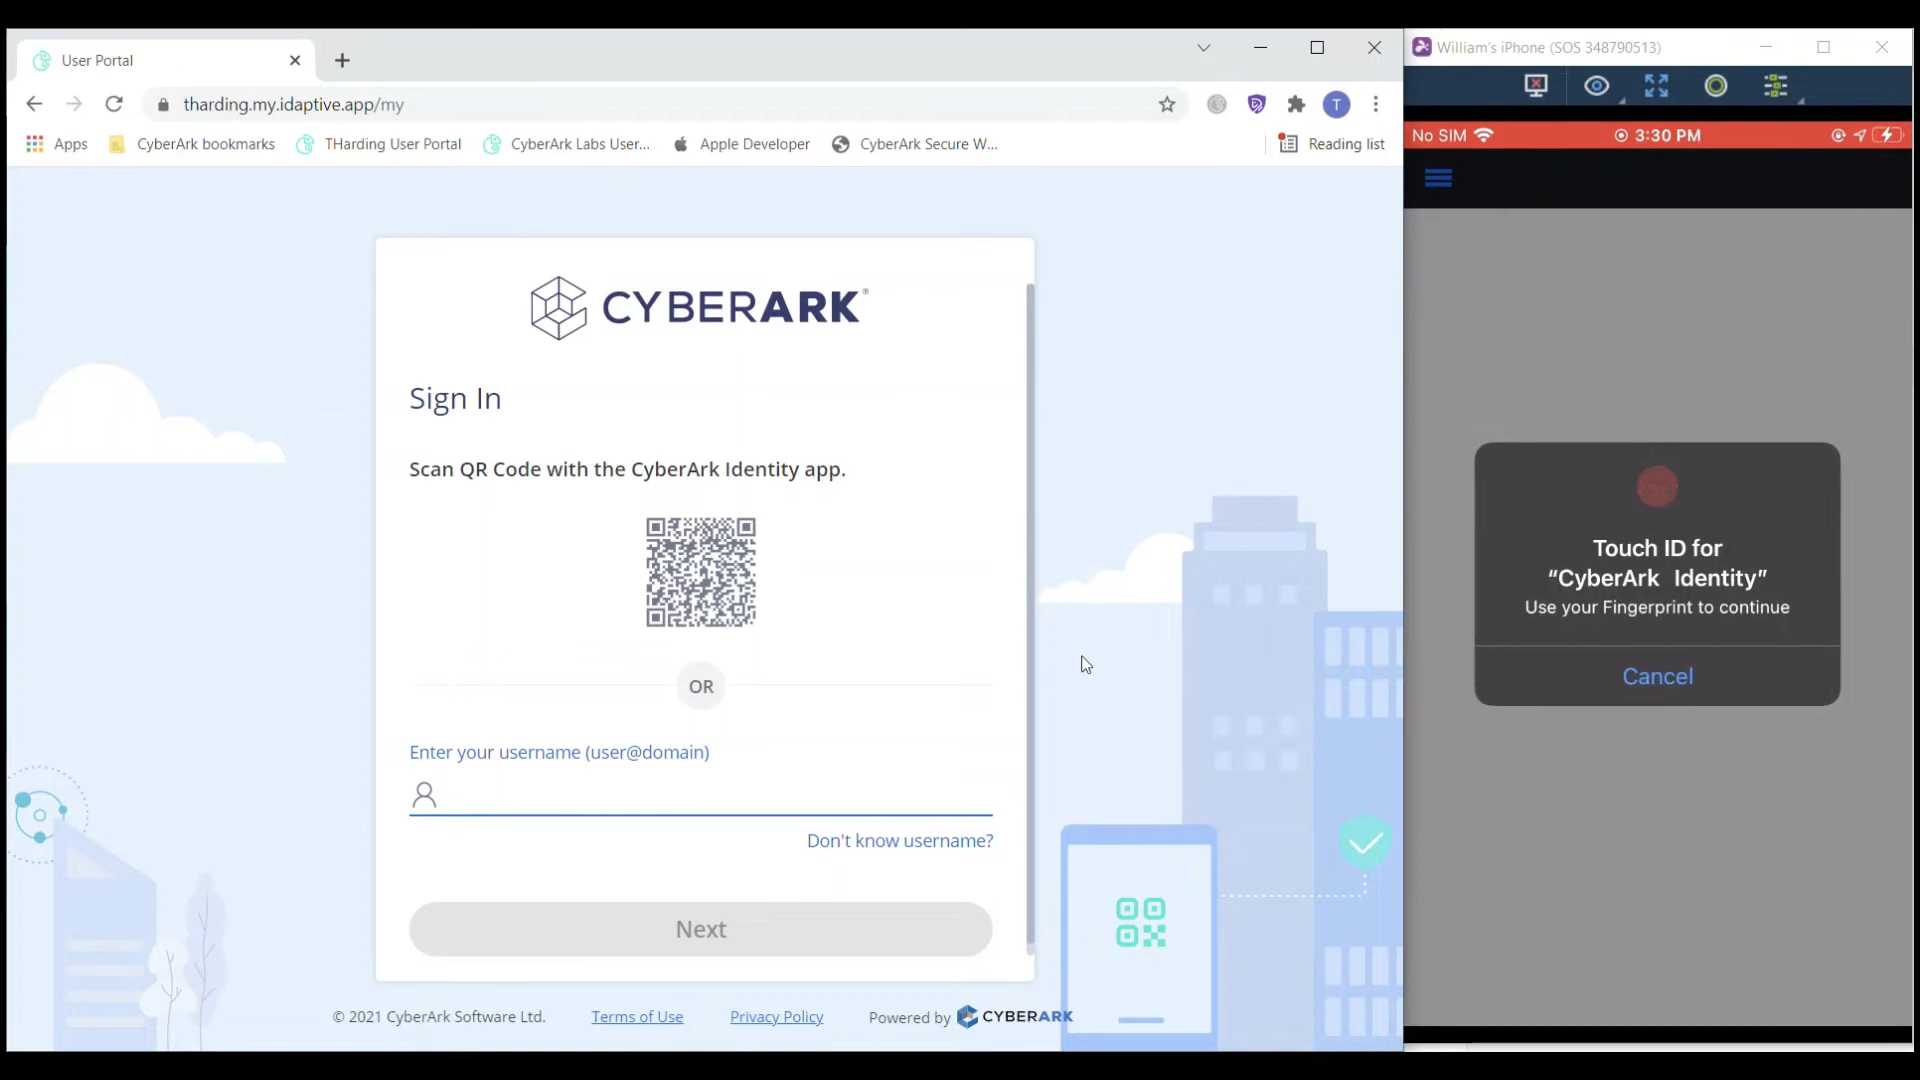 User Portal
tharding.my.idaptive.app/my
T
Apps
CyberArk bookmarks
THarding User Portal
CyberArk Labs User...
Apple Developer
CyberArk Secure W...
Reading list
CYBERARK®
Sign In
Scan QR Code with the CyberArk Identity app.
OR
Enter your username (user@domain)
Don't know username?
Next
© 2021 CyberArk Software Ltd.
Terms of Use
Privacy Policy
Powered by CYBERARK
William's iPhone (SOS 348790513)
No SIM
3:30 PM
Touch ID for
“CyberArk Identity”
Use your Fingerprint to continue
Cancel